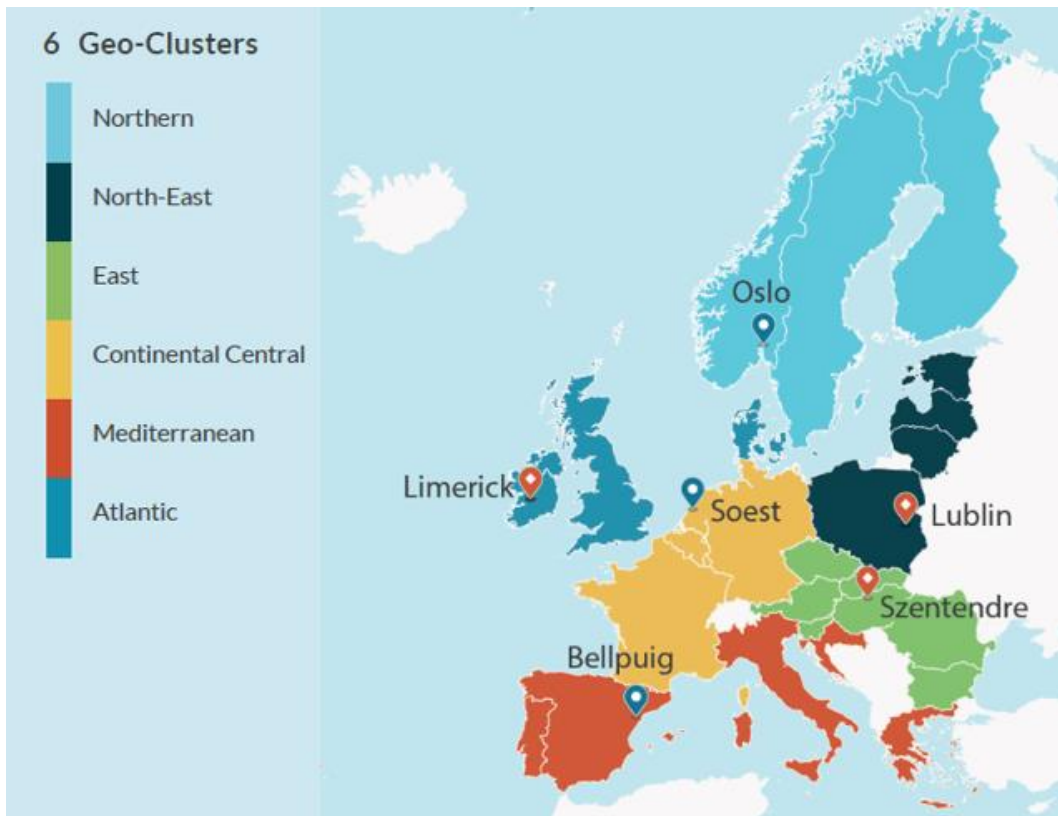 6 Geo-Clusters
Northern
North-East
East
Continental Central
Mediterranean
Atlantic
Oslo
Limerick
Soest
Lublin
Szentendre
Bellpuig